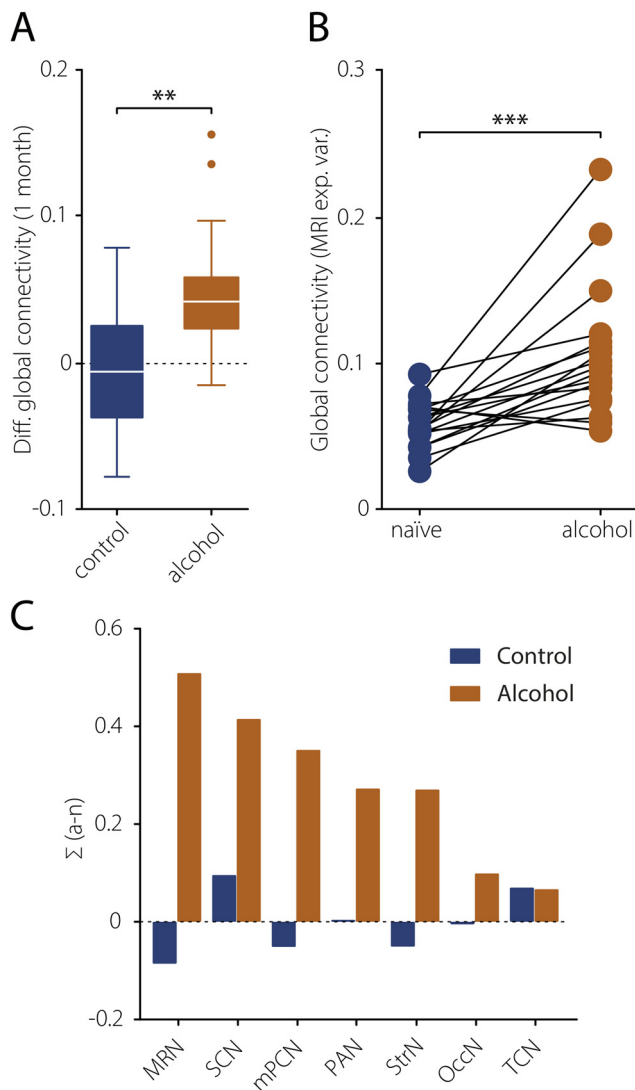 A
Diff. global connectivity (1 month)
0.2
0.1
0
-0.1
**
control
alcohol
B
Global connectivity (MRI exp. var.)
0.3
0.2
0.1
0
***
naïve
alcohol
C
Σ (a-n)
0.6
0.4
0.2
0
-0.2
Control
Alcohol
MRN
SCN
mPCN
PAN
StrN
OccN
TCN